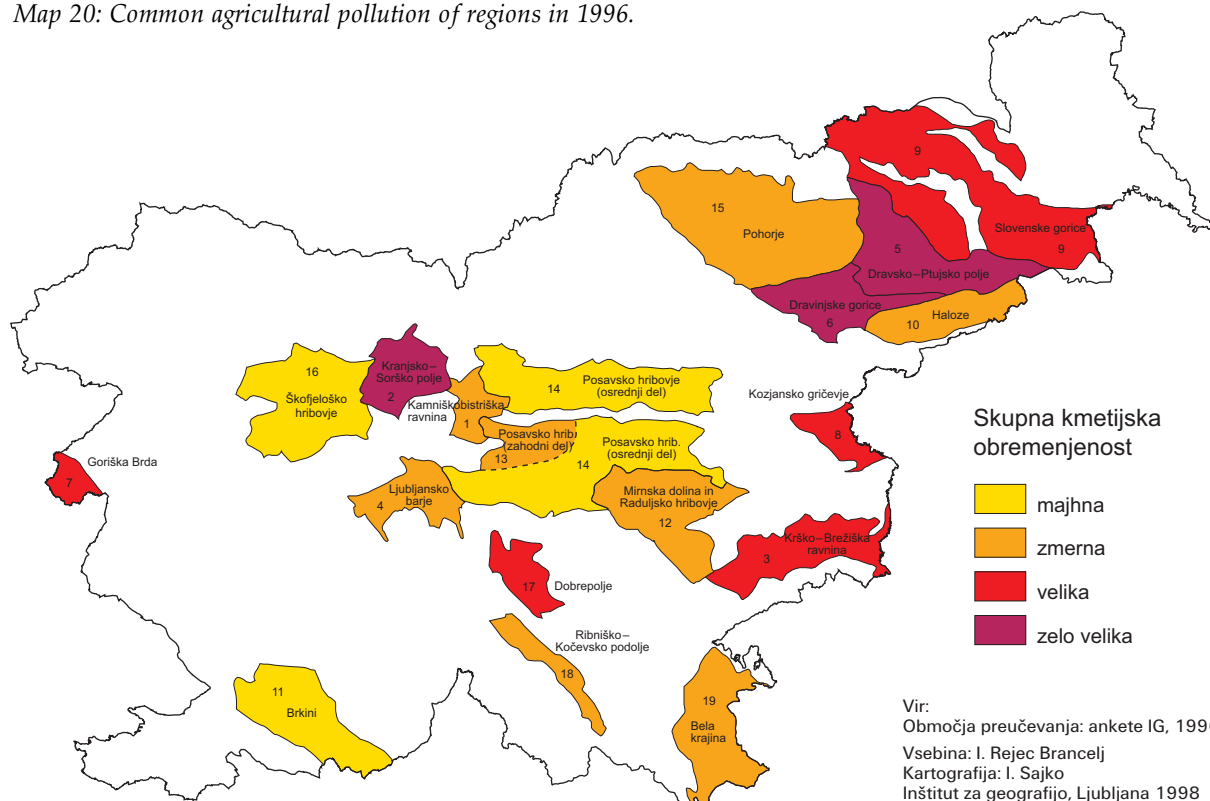 Map 20: Common agricultural pollution of regions in 1996.
9
15
Pohorje
Slovenske gorice
9
5
Dravsko–Ptujsko polje
Dravinjske gorice
6
Haloze
10
16
Škofjeloško
hribovje
Kranjsko–
Sorško polje
2
Kamniškobistriška
ravnina
1
14
Posavsko hribovje
(osrednji del)
Kozjansko gričevje
8
Posavsko hrib.
(zahodni del)
13
Posavsko hrib.
(osrednji del)
14
Goriška Brda
7
Ljubljansko
barje
4
Mirnska dolina in
Raduljsko hribovje
12
Krško–Brežiška
ravnina
3
17
Dobrepolje
Ribniško–
Kočevsko podolje
18
11
Brkini
19
Bela
krajina
Skupna kmetijska
obremenjenost
majhna
zmerna
velika
zelo velika
Vir:
Območja preučevanja: ankete IG, 199
Vsebina: I. Rejec Brancelj
Kartografija: I. Sajko
Inštitut za geografijo, Ljubljana 1998